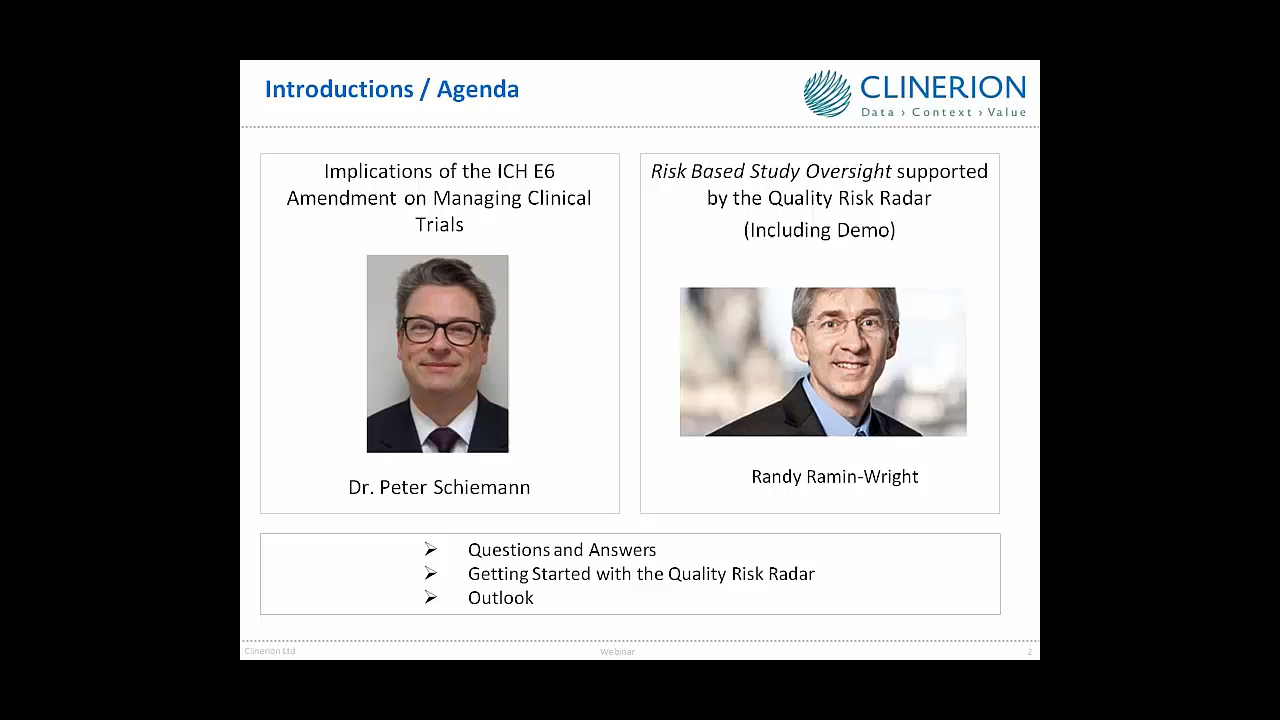 Introductions / Agenda
CLINERION
Data › Context › Value
Implications of the ICH E6
Amendment on Managing Clinical
Trials
Dr. Peter Schiemann
Risk Based Study Oversight supported
by the Quality Risk Radar
(Including Demo)
Randy Ramin-Wright
➢ Questions and Answers
➢ Getting Started with the Quality Risk Radar
➢ Outlook
Clinerion Ltd
Webinar
2